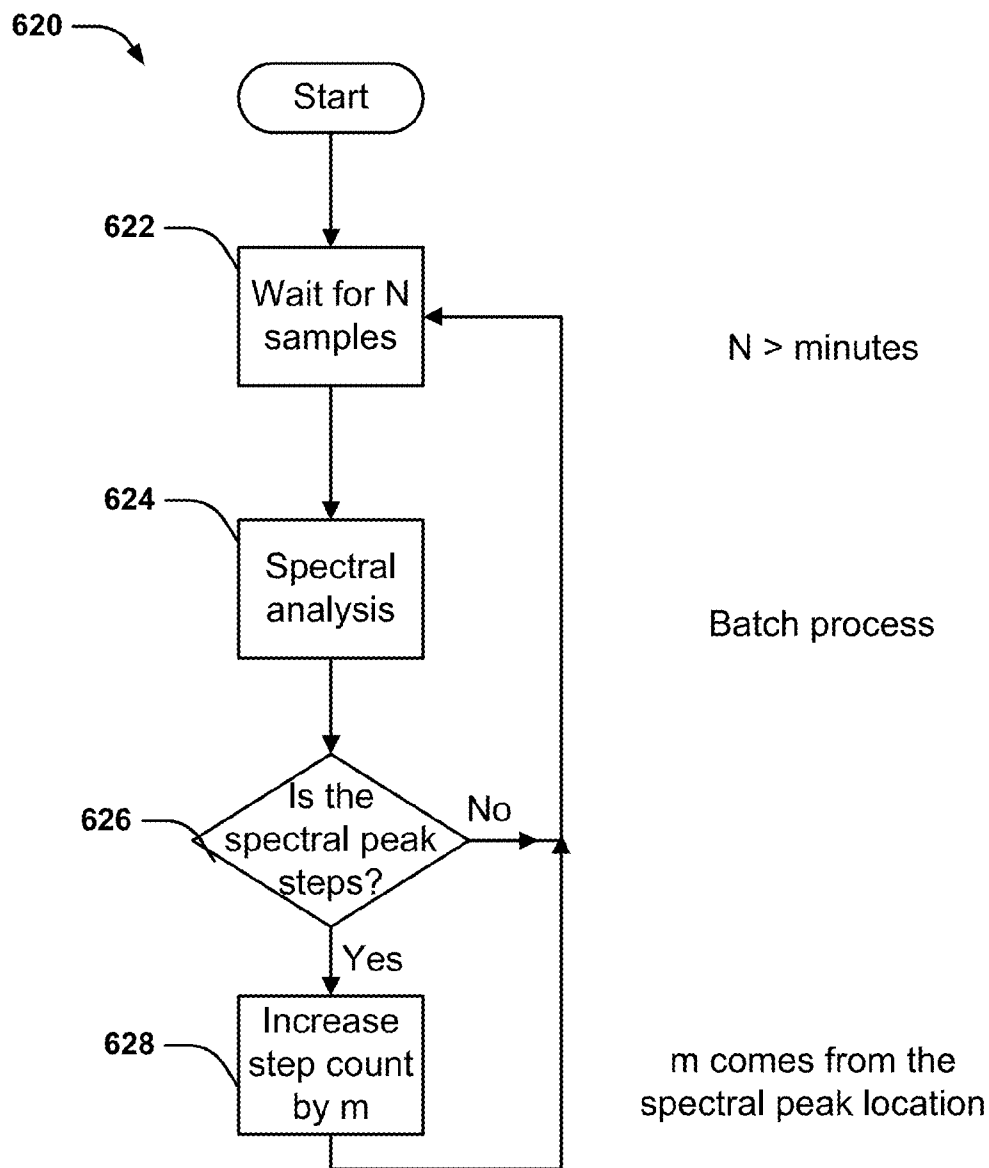 620
Start
622
Wait for N
samples
N > minutes
624
Spectral
analysis
Batch process
626
Is the
spectral peak
steps?
No
Yes
628
Increase
step count
by m
m comes from the
spectral peak location